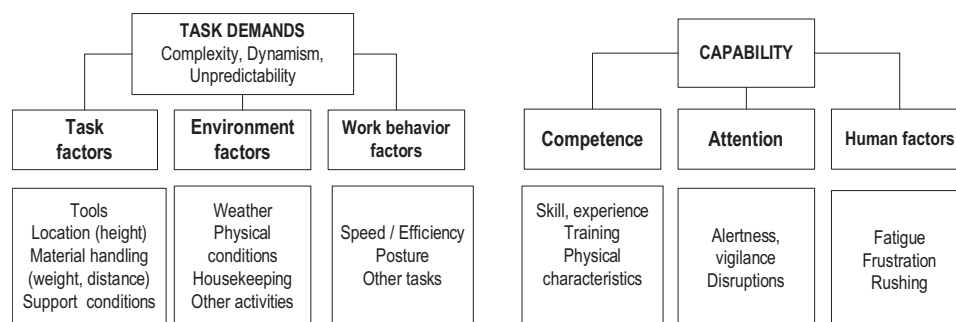 TASK DEMANDS
Complexity, Dynamism,
Unpredictability
Task
factors
Environment
factors
Work behavior
factors
Tools
Location (height)
Material handling
(weight, distance)
Support conditions
Weather
Physical
conditions
Housekeeping
Other activities
Speed / Efficiency
Posture
Other tasks
CAPABILITY
Competence
Attention
Human factors
Skill, experience
Training
Physical
characteristics
Alertness,
vigilance
Disruptions
Fatigue
Frustration
Rushing